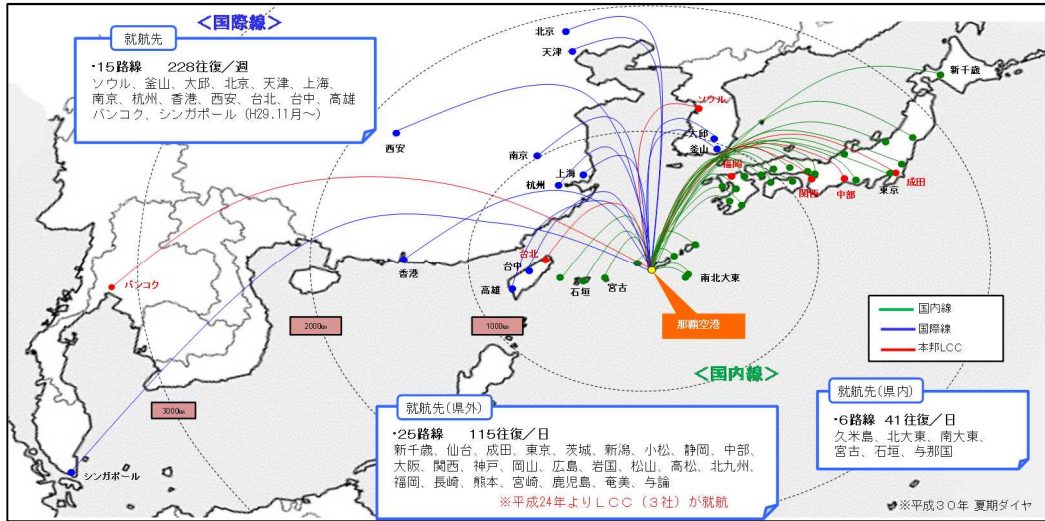 ＜国際線＞
就航先
・15路線　228往復／週
ソウル、釜山、大邱、北京、天津、上海、
南京、杭州、香港、西安、台北、台中、高雄
バンコク、シンガポール（H29.11月～）
北京
天津
新千歳
ソウル
大邱
釜山
西安
南京
上海
杭州
福岡
関西
中部
東京
成田
香港
台北
台中
高雄
石垣
宮古
南北大東
バンコク
那覇空港
国内線
国際線
本邦LCC
1000㎞
2000㎞
3000㎞
シンガポール
＜国内線＞
就航先（県外）
・25路線　115往復／日
新千歳、仙台、成田、東京、茨城、新潟、小松、静岡、中部、
大阪、関西、神戸、岡山、広島、岩国、松山、高松、北九州、
福岡、長崎、熊本、宮崎、鹿児島、奄美、与論
※平成24年よりＬＣＣ（３社）が就航
就航先（県内）
・6路線　41往復／日
久米島、北大東、南大東、
宮古、石垣、与那国
※平成３０年 夏期ダイヤ